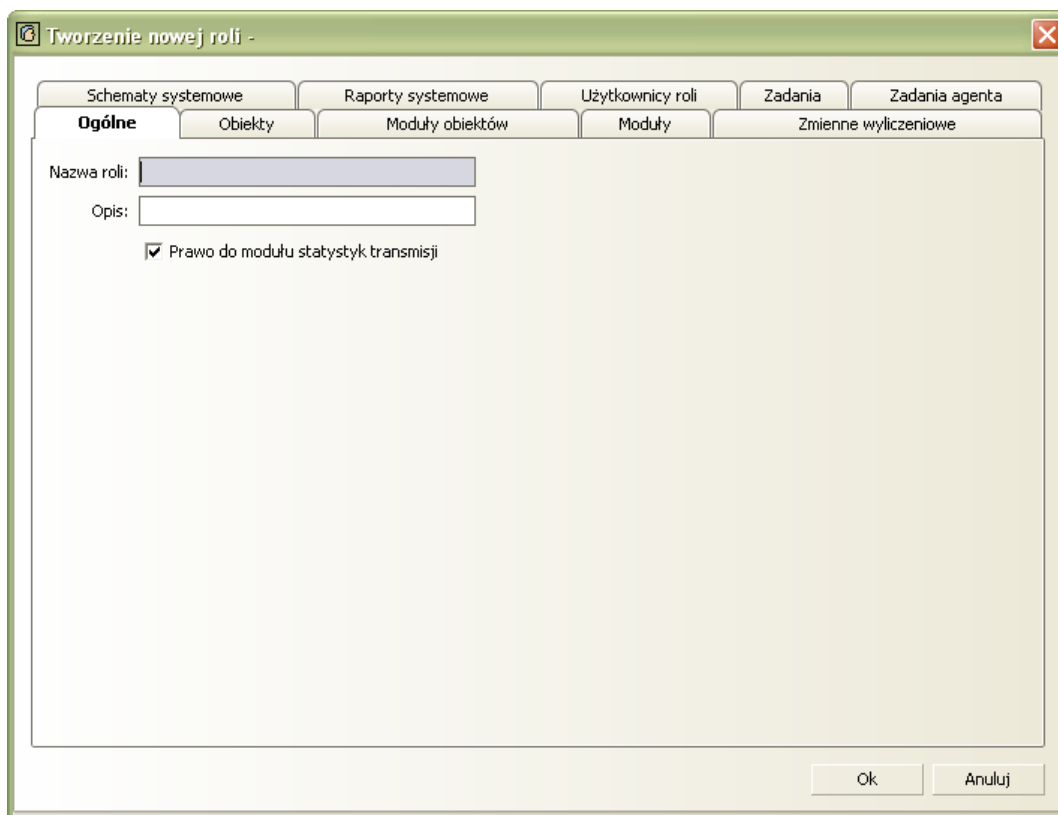 Tworzenie nowej roli -
Schematy systemowe Raporty systemowe Użytkownicy roli Zadania Zadania agenta
Ogólne Obiekty Moduły obiektów Moduły Zmienne wyliczeniowe
Nazwa roli:
Opis:
Prawo do modułu statystyk transmisji
Ok Anuluj